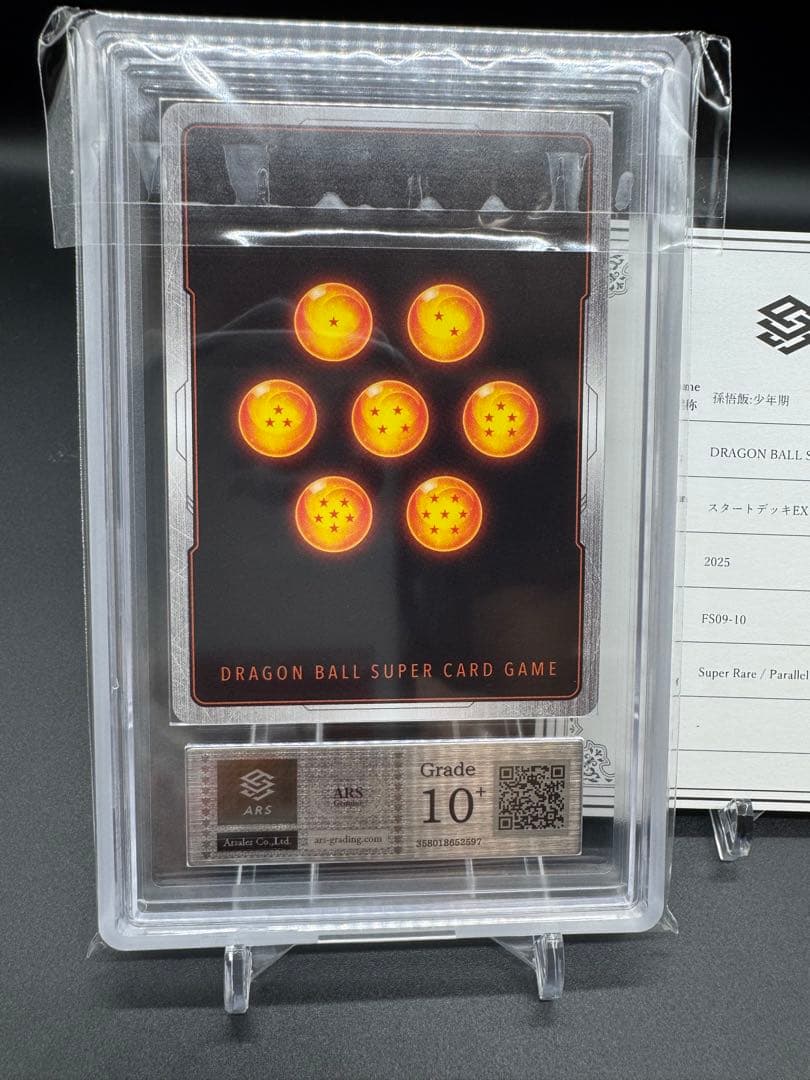 DRAGON BALL SUPER CARD GAME
ARS
Arsales Co.,Ltd.
ARS
Grading
ars-grading.com
Grade
10+
358018652597
孫悟飯:少年期
DRAGON BALL S
スタートデッキEX
2025
FS09-10
Super Rare / Parallel
-